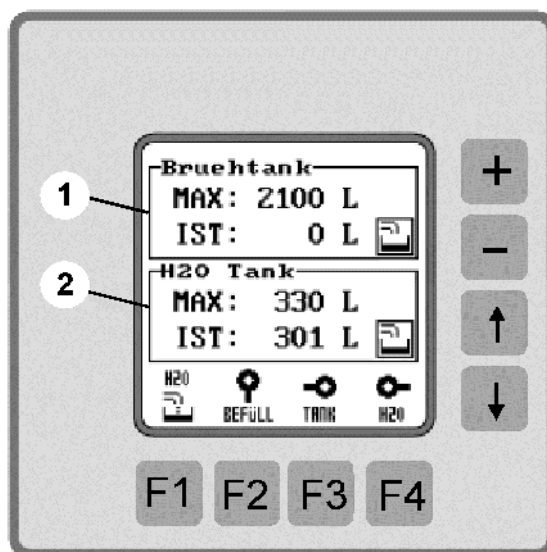 Bruehtank
MAX: 2100 L
IST: 0 L
H2O Tank
MAX: 330 L
IST: 301 L
H2O
BEFÜLL TANK H2O
1
2
+
−
↑
↓
F1 F2 F3 F4